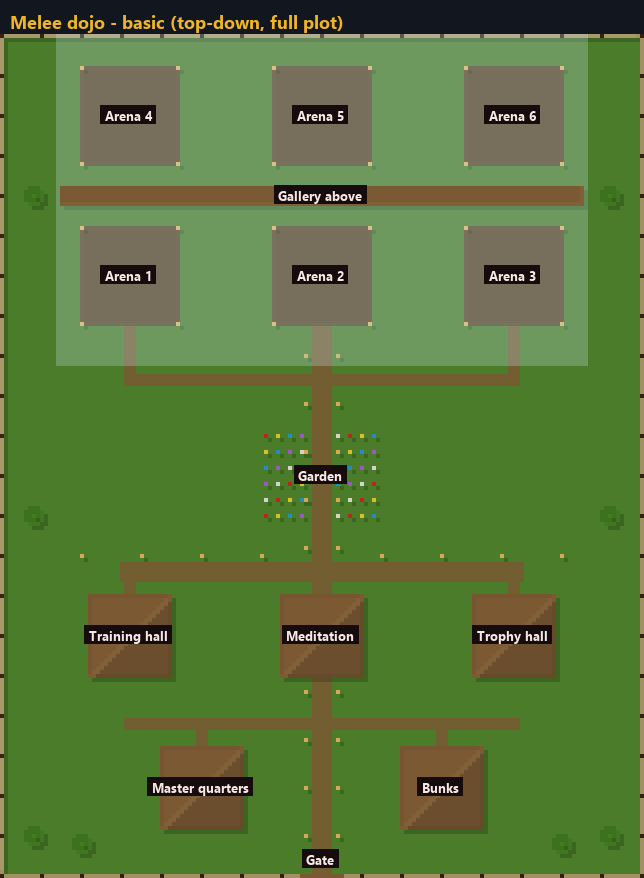 Melee dojo - basic (top-down, full plot)
Arena 4
Arena 5
Arena 6
Gallery above
Arena 1
Arena 2
Arena 3
Garden
Training hall
Meditation
Trophy hall
Master quarters
Bunks
Gate